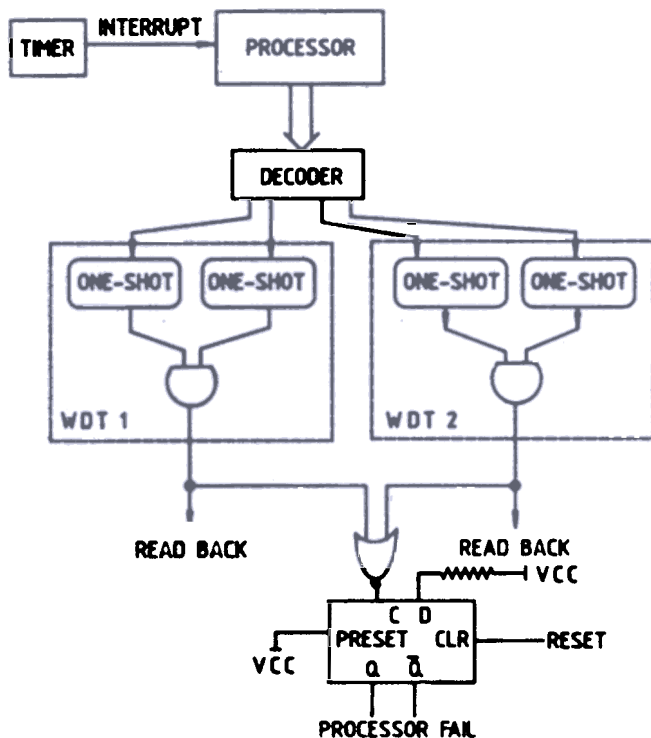 INTERRUPT
TIMER
PROCESSOR
DECODER
ONE-SHOT
ONE-SHOT
ONE-SHOT
ONE-SHOT
WDT 1
WDT 2
READ BACK
READ BACK
VCC
C D
PRESET CLR
RESET
VCC
Q Q̅
PROCESSOR FAIL